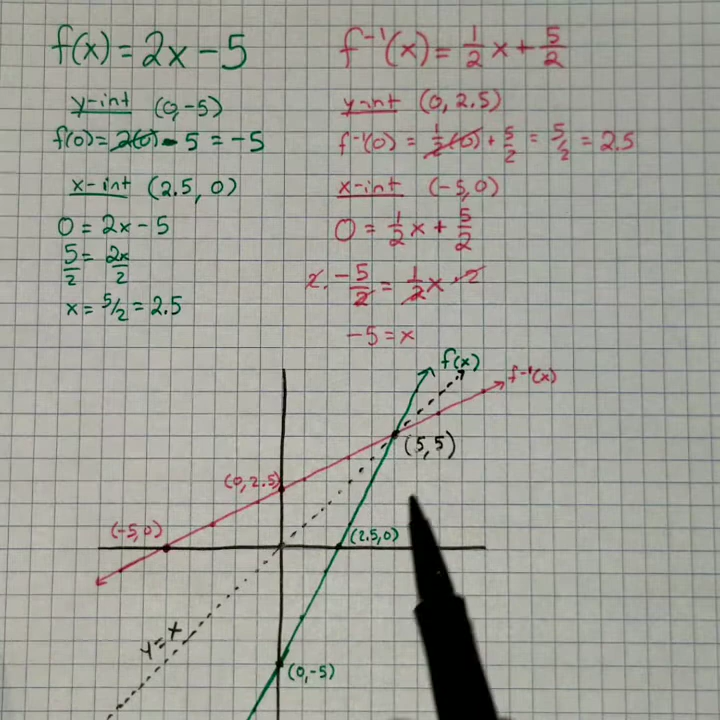 f(x) = 2x - 5
y-int (0,-5)
f(0) = 2(0) - 5 = -5
x-int (2.5, 0)
0 = 2x - 5
5/2 = 2x/2
x = 5/2 = 2.5
f⁻¹(x) = 1/2 x + 5/2
y-int (0, 2.5)
f⁻¹(0) = 1/2(0) + 5/2 = 5/2 = 2.5
x-int (-5,0)
0 = 1/2 x + 5/2
2· -5/2 = 1/2 x ·2
-5 = x
f(x)
f⁻¹(x)
(5,5)
(0,2.5)
(-5,0)
(2.5,0)
y=x
(0,-5)